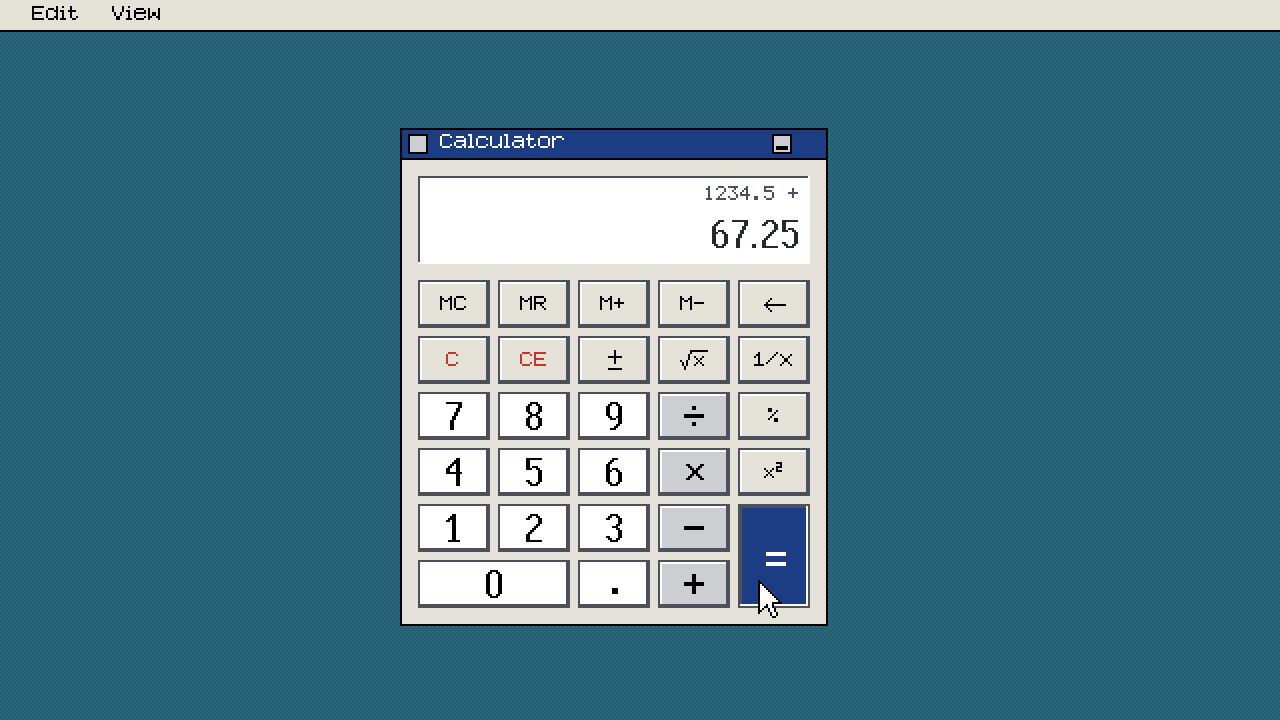 Edit View
Calculator
1234.5 +
67.25
MC MR M+ M- ←
C CE ± √x 1/x
7 8 9 ÷ %
4 5 6 × x²
1 2 3 −
=
0 . +